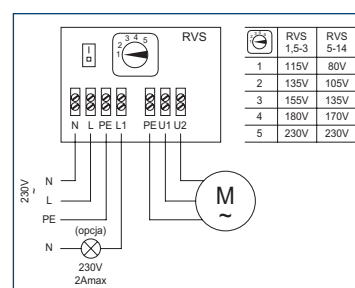 RVS
1 2 3 4 5
N L PE L1 PE U1 U2
230V
~
N
L
PE
N
(opcja)
230V
2Amax
M
~
RVS 1,5-3 RVS 5-14
1 115V 80V
2 135V 105V
3 155V 135V
4 180V 170V
5 230V 230V